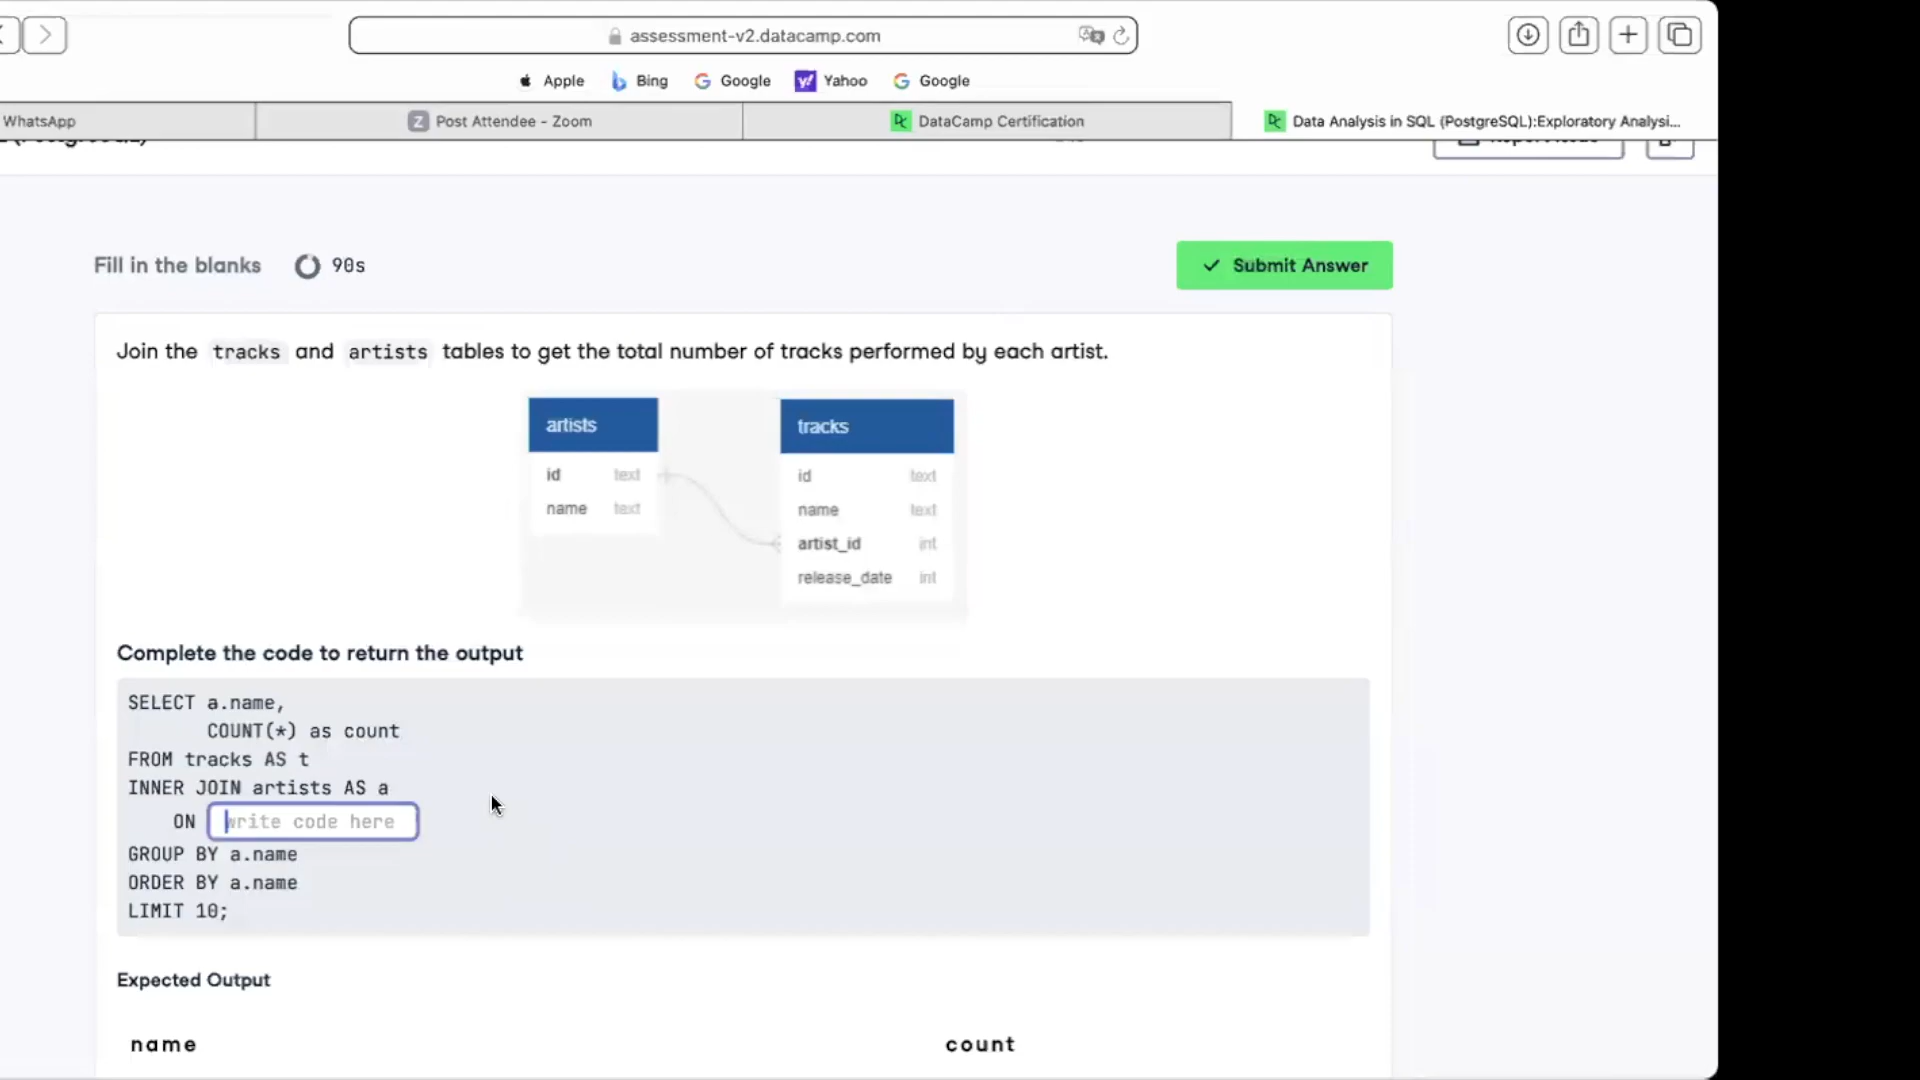 assessment-v2.datacamp.com
Apple Bing Google Yahoo Google
WhatsApp Post Attendee - Zoom DataCamp Certification Data Analysis in SQL (PostgreSQL):Exploratory Analysi...
Fill in the blanks 90s Submit Answer
Join the tracks and artists tables to get the total number of tracks performed by each artist.
artists tracks
id text id text
name text name text
artist_id int
release_date int
Complete the code to return the output
SELECT a.name,
COUNT(*) as count
FROM tracks AS t
INNER JOIN artists AS a
ON write code here
GROUP BY a.name
ORDER BY a.name
LIMIT 10;
Expected Output
name count